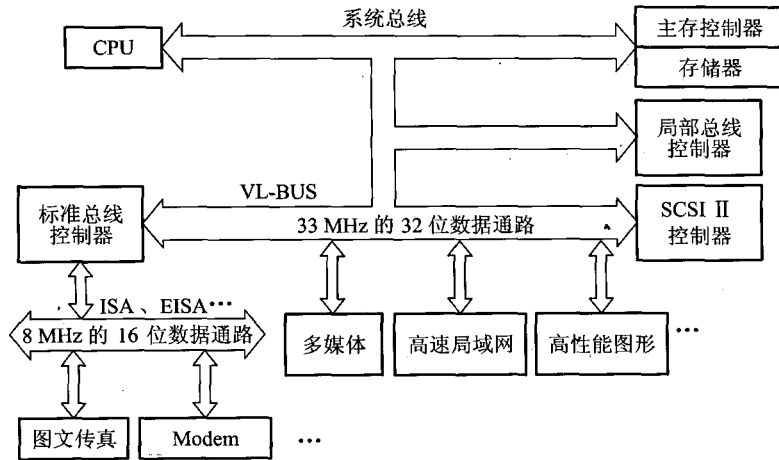 系统总线
CPU
主存控制器
存储器
局部总线
控制器
VL-BUS
标准总线
控制器
33 MHz 的 32 位数据通路
SCSI Ⅱ
控制器
ISA 、EISA…
8 MHz 的 16 位数据通路
多媒体
高速局域网
高性能图形
…
图文传真
Modem
…